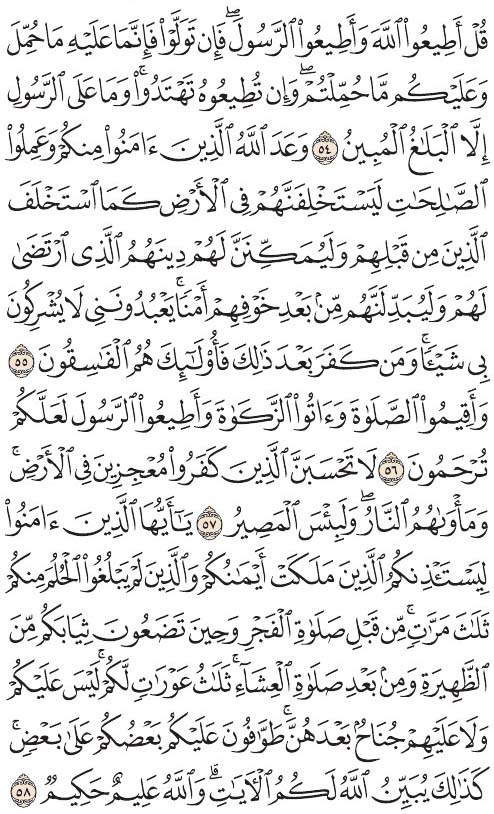 قُلْ أَطِيعُوا۟ ٱللَّهَ وَأَطِيعُوا۟ ٱلرَّسُولَ ۖ فَإِن تَوَلَّوْا۟ فَإِنَّمَا عَلَيْهِ مَا حُمِّلَ
وَعَلَيْكُم مَّا حُمِّلْتُمْ ۖ وَإِن تُطِيعُوهُ تَهْتَدُوا۟ ۚ وَمَا عَلَى ٱلرَّسُولِ
إِلَّا ٱلْبَلَٰغُ ٱلْمُبِينُ ٥٤ وَعَدَ ٱللَّهُ ٱلَّذِينَ ءَامَنُوا۟ مِنكُمْ وَعَمِلُوا۟
ٱلصَّٰلِحَٰتِ لَيَسْتَخْلِفَنَّهُمْ فِى ٱلْأَرْضِ كَمَا ٱسْتَخْلَفَ
ٱلَّذِينَ مِن قَبْلِهِمْ وَلَيُمَكِّنَنَّ لَهُمْ دِينَهُمُ ٱلَّذِى ٱرْتَضَىٰ
لَهُمْ وَلَيُبَدِّلَنَّهُم مِّنۢ بَعْدِ خَوْفِهِمْ أَمْنًا ۚ يَعْبُدُونَنِى لَا يُشْرِكُونَ
بِى شَيْـًٔا ۚ وَمَن كَفَرَ بَعْدَ ذَٰلِكَ فَأُو۟لَٰٓئِكَ هُمُ ٱلْفَٰسِقُونَ ٥٥
وَأَقِيمُوا۟ ٱلصَّلَوٰةَ وَءَاتُوا۟ ٱلزَّكَوٰةَ وَأَطِيعُوا۟ ٱلرَّسُولَ لَعَلَّكُمْ
تُرْحَمُونَ ٥٦ لَا تَحْسَبَنَّ ٱلَّذِينَ كَفَرُوا۟ مُعْجِزِينَ فِى ٱلْأَرْضِ ۚ
وَمَأْوَىٰهُمُ ٱلنَّارُ ۖ وَلَبِئْسَ ٱلْمَصِيرُ ٥٧ يَٰٓأَيُّهَا ٱلَّذِينَ ءَامَنُوا۟
لِيَسْتَـْٔذِنكُمُ ٱلَّذِينَ مَلَكَتْ أَيْمَٰنُكُمْ وَٱلَّذِينَ لَمْ يَبْلُغُوا۟ ٱلْحُلُمَ مِنكُمْ
ثَلَٰثَ مَرَّٰتٍ ۚ مِّن قَبْلِ صَلَوٰةِ ٱلْفَجْرِ وَحِينَ تَضَعُونَ ثِيَابَكُم مِّنَ
ٱلظَّهِيرَةِ وَمِنۢ بَعْدِ صَلَوٰةِ ٱلْعِشَآءِ ۚ ثَلَٰثُ عَوْرَٰتٍ لَّكُمْ ۚ لَيْسَ عَلَيْكُمْ
وَلَا عَلَيْهِمْ جُنَاحٌۢ بَعْدَهُنَّ ۚ طَوَّٰفُونَ عَلَيْكُم بَعْضُكُمْ عَلَىٰ بَعْضٍ ۚ
كَذَٰلِكَ يُبَيِّنُ ٱللَّهُ لَكُمُ ٱلْـَٔايَٰتِ ۗ وَٱللَّهُ عَلِيمٌ حَكِيمٌ ٥٨